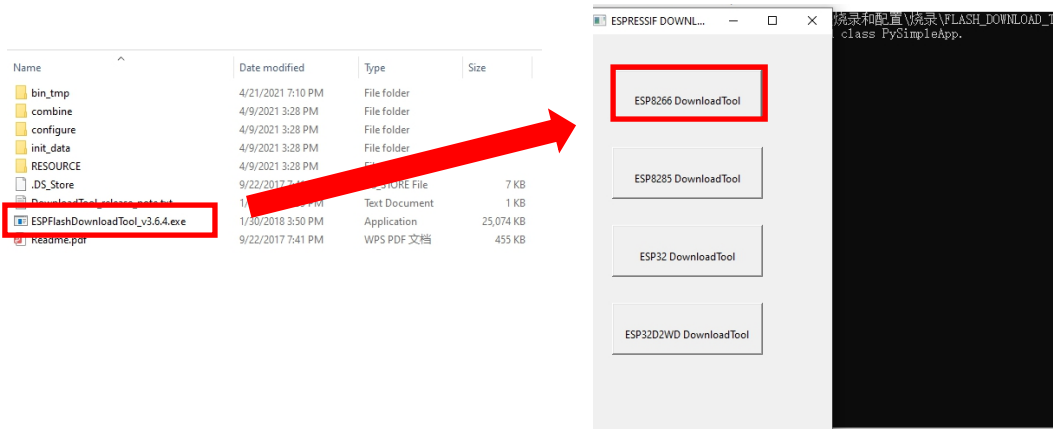 Name Date modified Type Size
bin_tmp 4/21/2021 7:10 PM File folder
combine 4/9/2021 3:28 PM File folder
configure 4/9/2021 3:28 PM File folder
init_data 4/9/2021 3:28 PM File folder
RESOURCE 4/9/2021 3:28 PM
.DS_Store 9/22/2017 File 7 KB
DownloadTool_release_note.txt PM Text Document 1 KB
ESPFlashDownloadTool_v3.6.4.exe 1/30/2018 3:50 PM Application 25,074 KB
Readme.pdf 9/22/2017 7:41 PM WPS PDF 文档 455 KB
ESPRESSIF DOWNL...
ESP8266 DownloadTool
ESP8285 DownloadTool
ESP32 DownloadTool
ESP32D2WD DownloadTool
烧录和配置\烧录\FLASH_DOWNLOAD_T
class PySimpleApp.